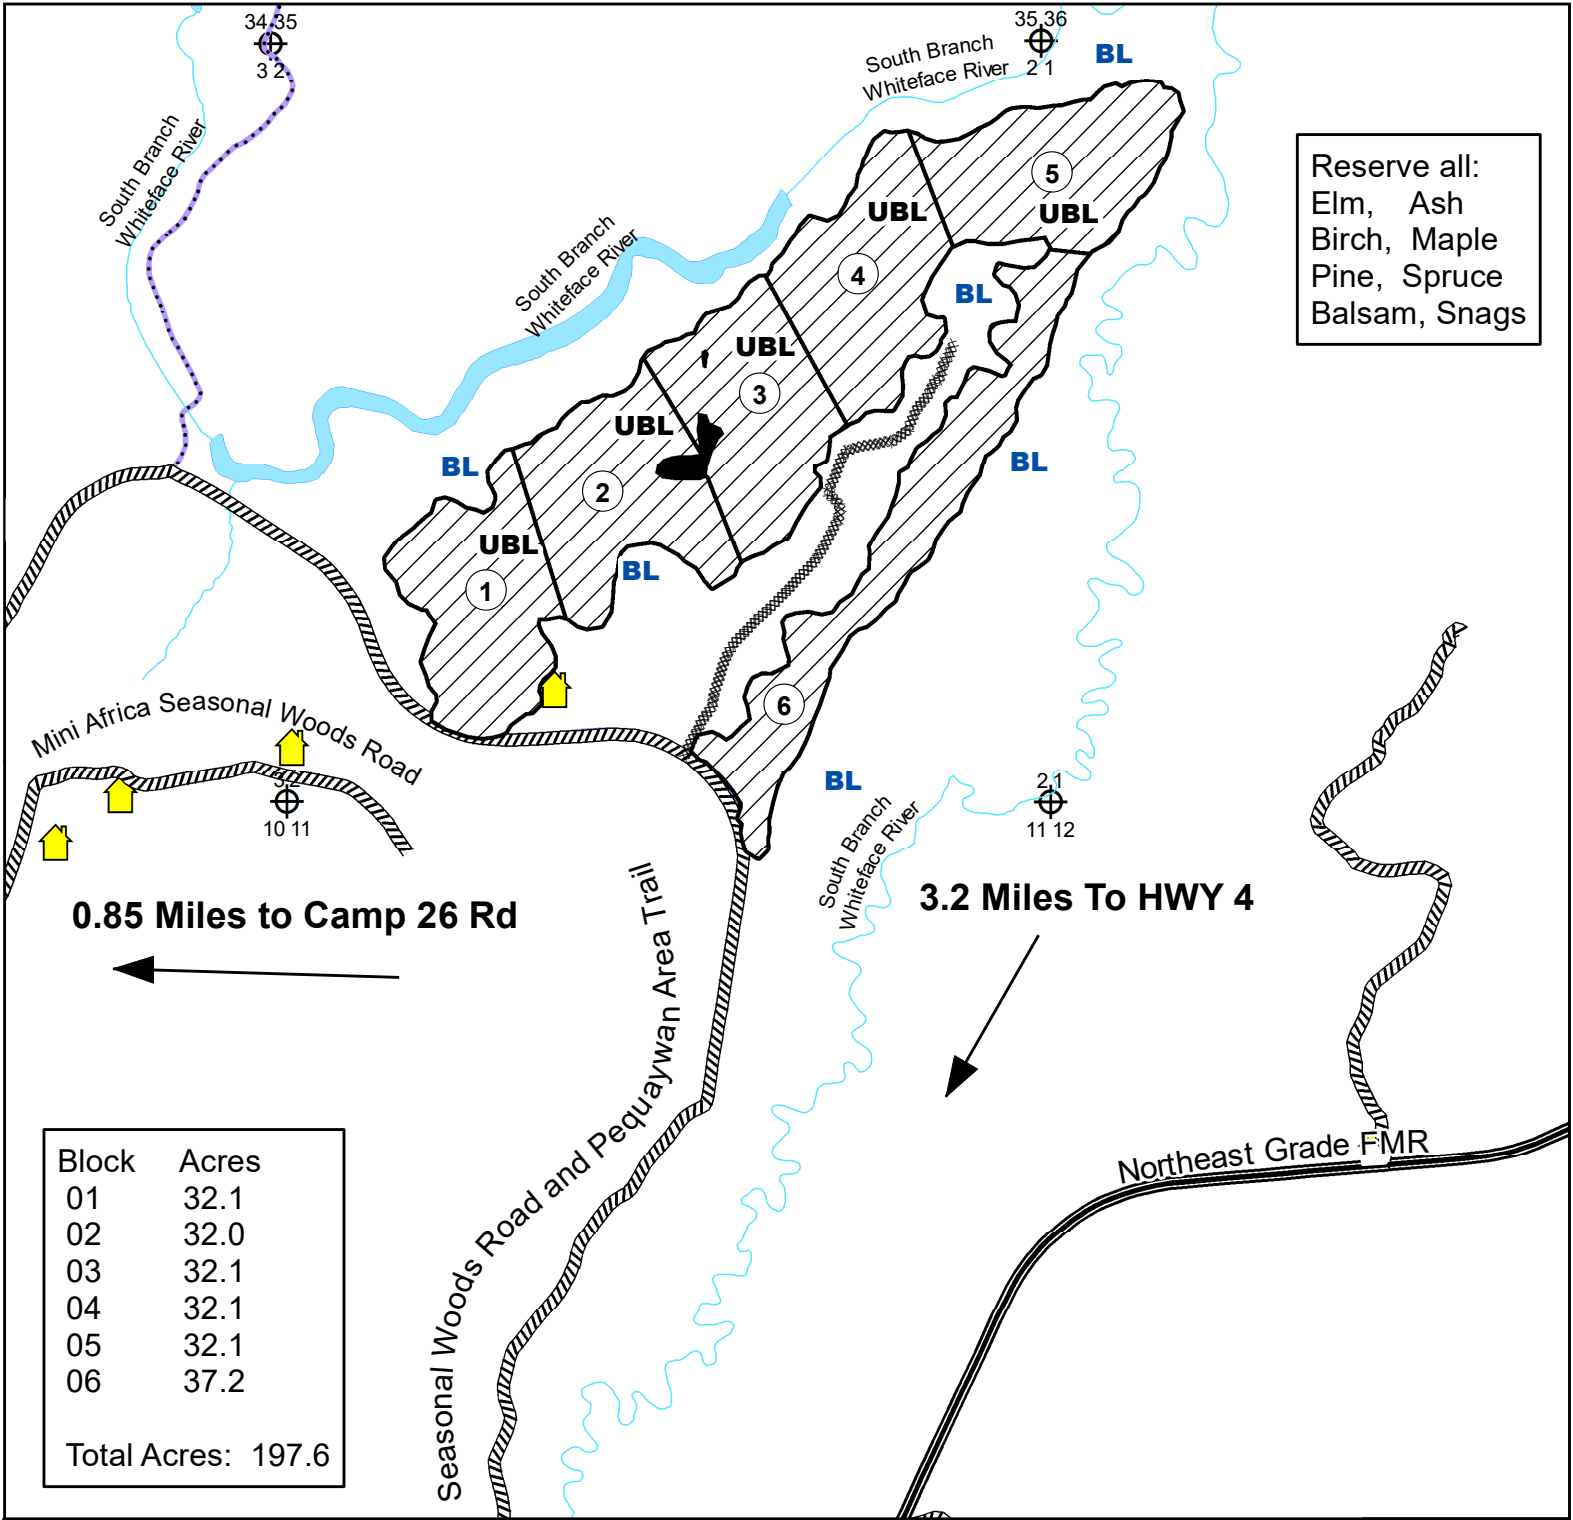 34 35
3 2
35 36
2 1
BL
South Branch
Whiteface River
South Branch
Whiteface River
South Branch
Whiteface River
Reserve all:
Elm, Ash
Birch, Maple
Pine, Spruce
Balsam, Snags
5
UBL
UBL
4
BL
UBL
3
UBL
BL
2
BL
UBL
1
BL
6
BL
Mini Africa Seasonal Woods Road
3 2
10 11
2 1
11 12
South Branch
Whiteface River
0.85 Miles to Camp 26 Rd
3.2 Miles To HWY 4
Seasonal Woods Road and Pequaywan Area Trail
Northeast Grade FMR
Block Acres
01 32.1
02 32.0
03 32.1
04 32.1
05 32.1
06 37.2
Total Acres: 197.6